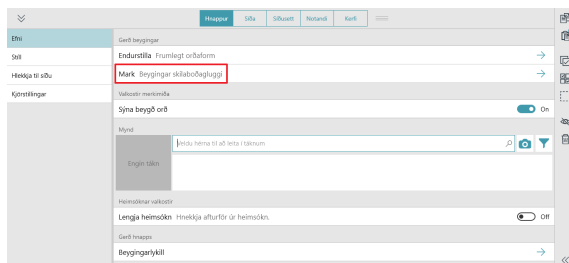 Hnappur Síða Síðusett Notandi Kerfi
Efni
Stíll
Hlekkja til síðu
Kjörstillingar
Gerð beygingar
Endurstilla Frumlegt orðaform
Mark Beygingar skilaboðagluggi
Valkostir merkimiða
Sýna beygð orð On
Mynd
Veldu hérna til að leita í táknum
Engin tákn
Heimsóknar valkostir
Lengja heimsókn Hnekkja afturför úr heimsókn. Off
Gerð hnapps
Beygingarlykill